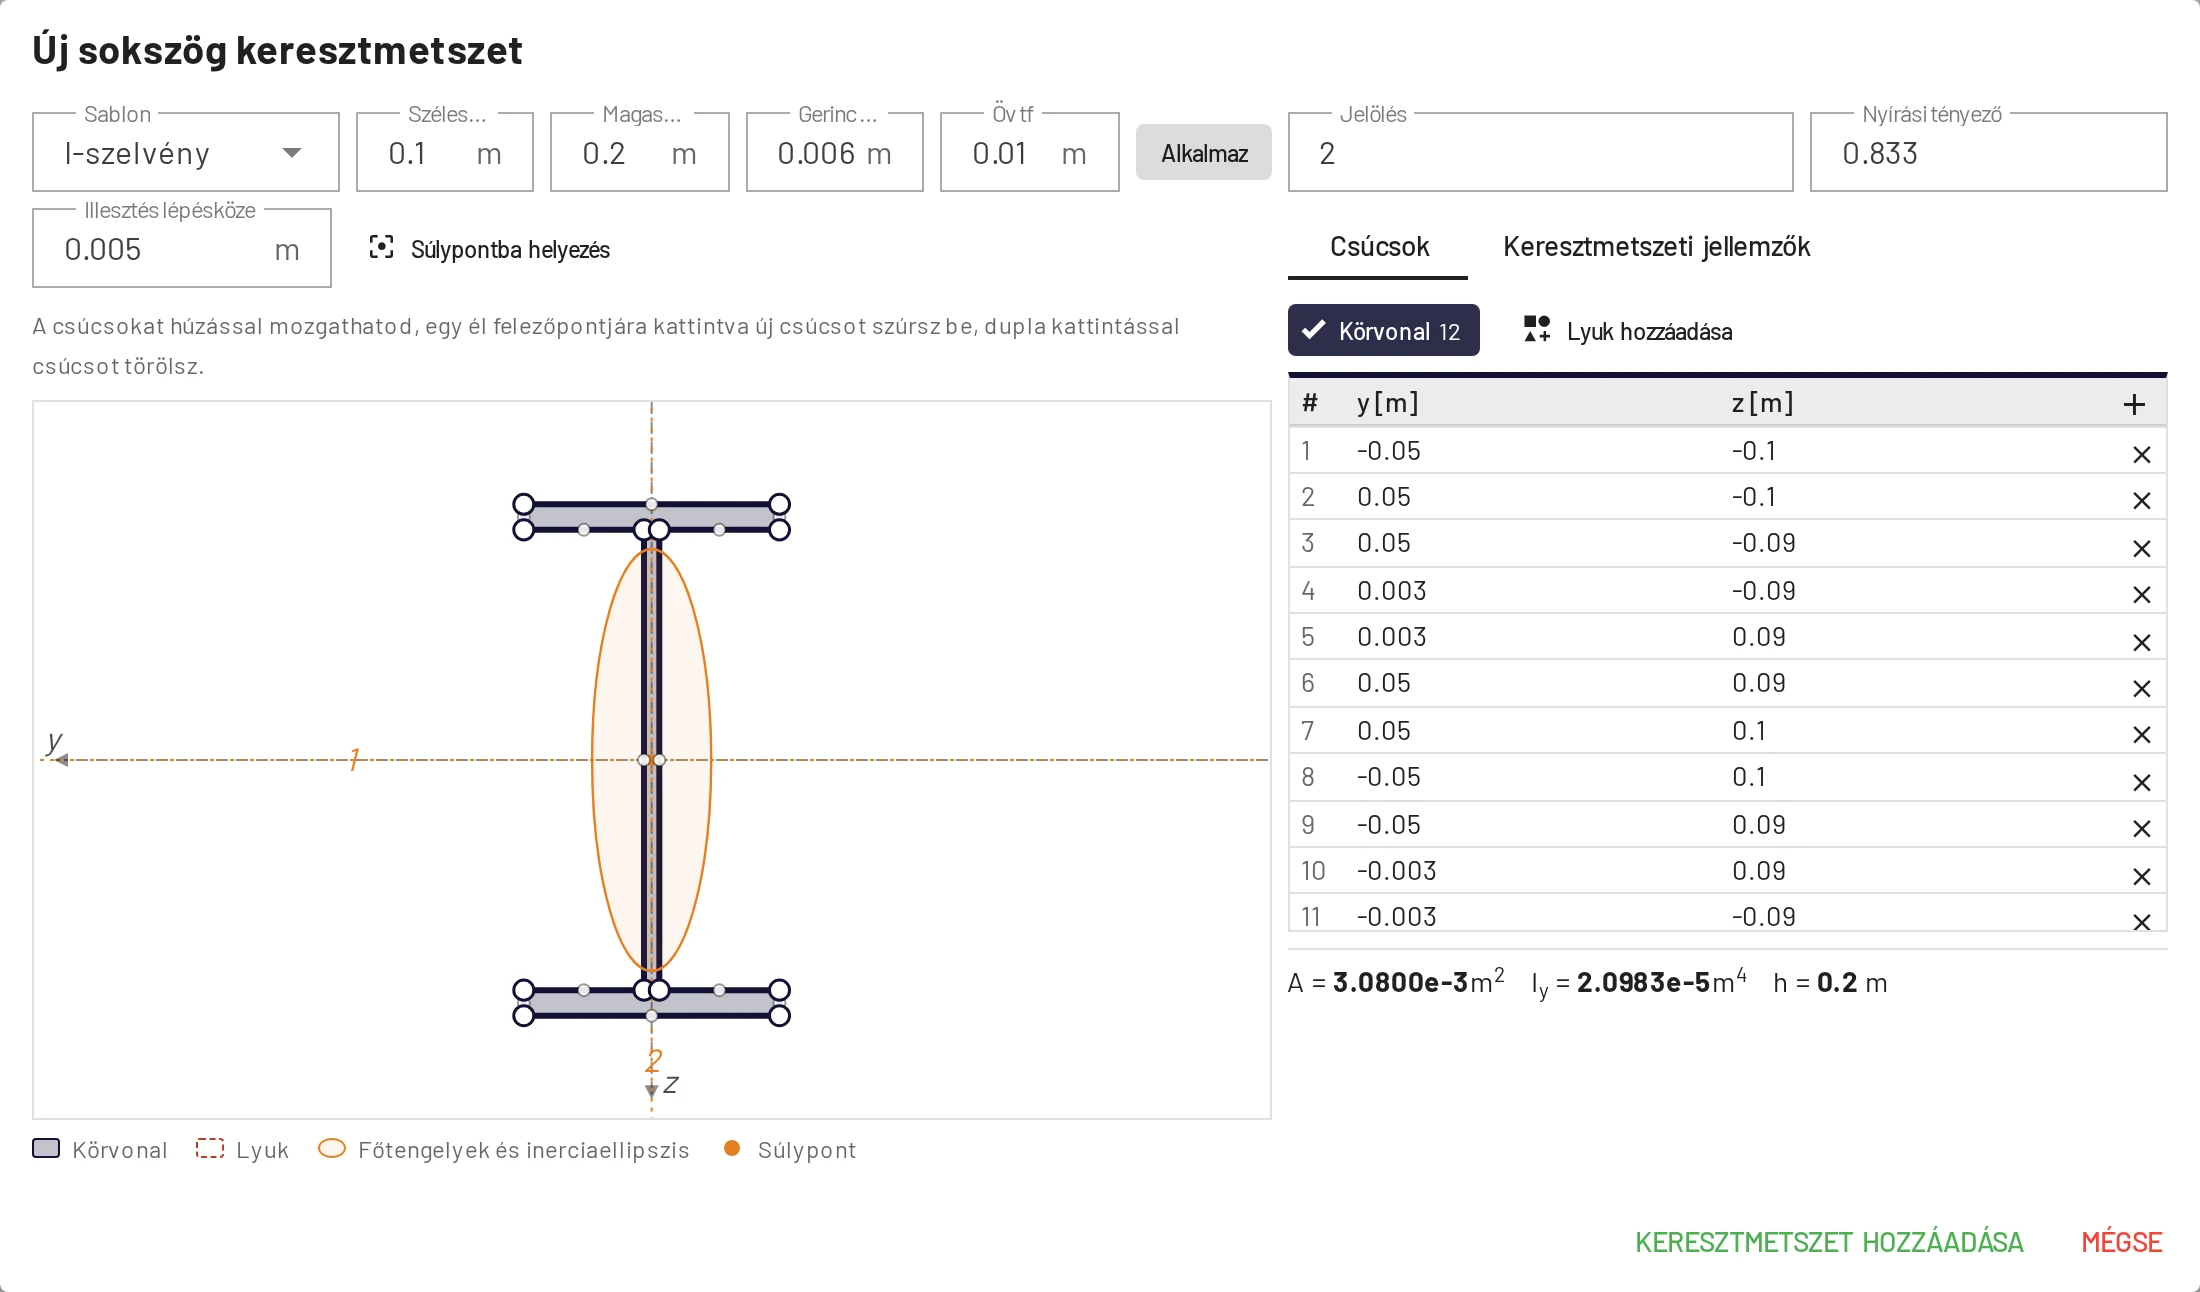 Új sokszög keresztmetszet
Sablon
I-szelvény
Széles...
0.1 m
Magas...
0.2 m
Gerinc ...
0.006 m
Öv tf
0.01 m
Alkalmaz
Jelölés
2
Nyírási tényező
0.833
Illesztés lépésköze
0.005 m
Súlypontba helyezés
A csúcsokat húzással mozgathatod, egy él felezőpontjára kattintva új csúcsot szúrsz be, dupla kattintással
csúcsot törölsz.
y
1
2
z
Körvonal
Lyuk
Főtengelyek és inerciaellipszis
Súlypont
Csúcsok
Keresztmetszeti jellemzők
Körvonal 12
Lyuk hozzáadása
# y [m] z [m] +
1 -0.05 -0.1
2 0.05 -0.1
3 0.05 -0.09
4 0.003 -0.09
5 0.003 0.09
6 0.05 0.09
7 0.05 0.1
8 -0.05 0.1
9 -0.05 0.09
10 -0.003 0.09
11 -0.003 -0.09
A = 3.0800e-3m² I_y = 2.0983e-5m⁴ h = 0.2 m
KERESZTMETSZET HOZZÁADÁSA
MÉGSE